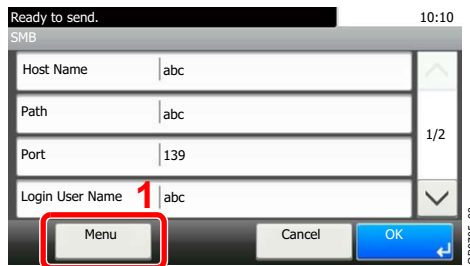 Ready to send. 10:10
SMB
Host Name abc
Path abc
1/2
Port 139
Login User Name 1 abc
Menu Cancel OK